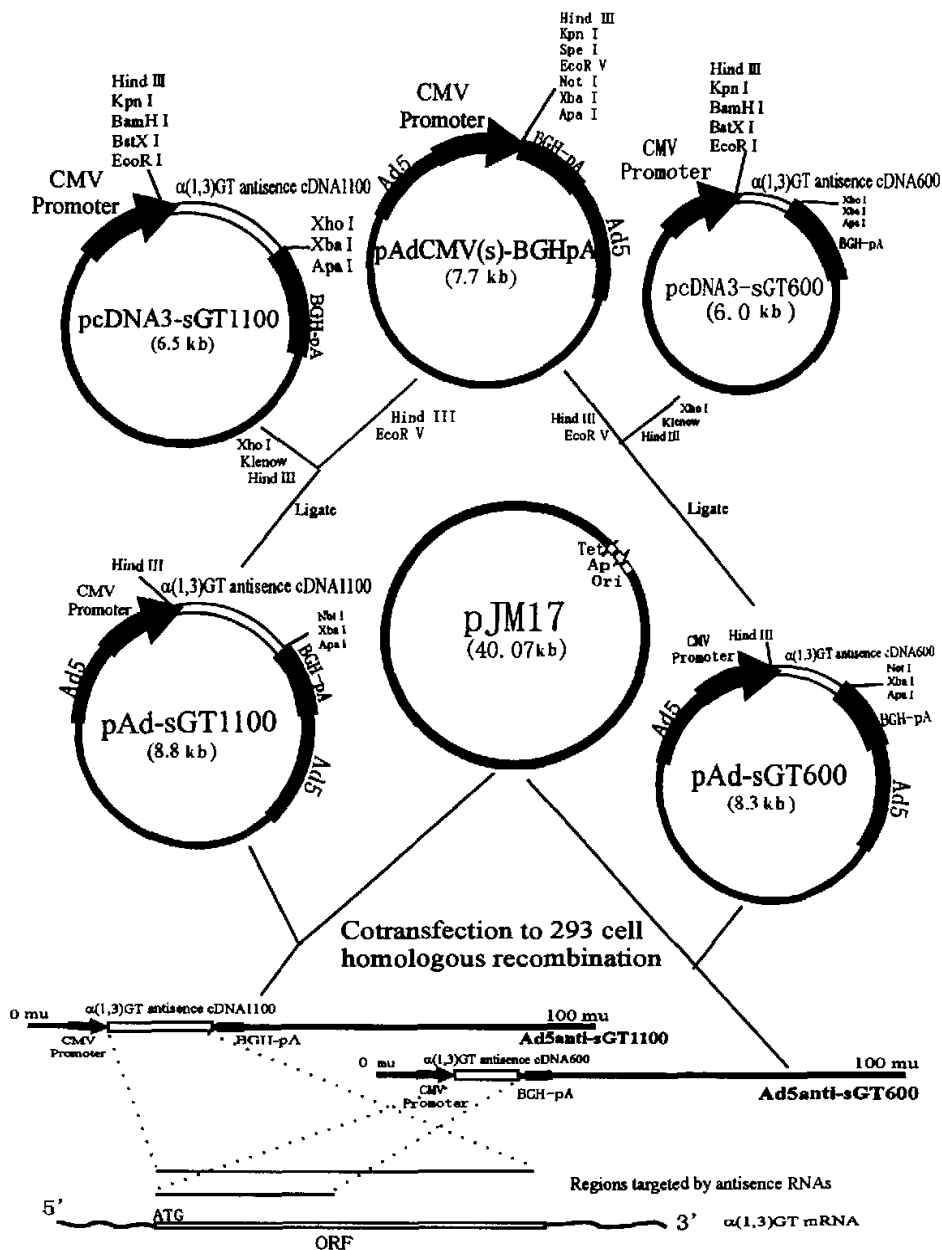 Hind III
Kpn I
BamH I
BstX I
EcoR I
CMV
Promoter
α(1,3)GT antisence cDNA1100
Xho I
Xba I
Apa I
BGH-pA
pcDNA3-sGT1100
(6.5 kb)
Hind III
Kpn I
Spe I
EcoR V
Not I
Xba I
Apa I
CMV
Promoter
Ad5
BGH-pA
Ad5
pAdCMV(s)-BGHpA
(7.7 kb)
Hind III
Kpn I
BamH I
BstX I
EcoR I
CMV
Promoter
α(1,3)GT antisence cDNA600
Xho I
Xba I
Apa I
BGH-pA
pcDNA3-sGT600
(6.0 kb)
Xho I
Klenow
Hind III
Hind III
EcoR V
Hind III
EcoR V
Xho I
Klenow
Hind III
Ligate
Ligate
Hind III
α(1,3)GT antisence cDNA1100
CMV
Promoter
Not I
Xba I
Apa I
BGH-pA
Ad5
Ad5
pAd-sGT1100
(8.8 kb)
Tet
Ap
Ori
pJM17
(40.07kb)
CMV
Promoter
Hind III
α(1,3)GT antisence cDNA600
Not I
Xba I
Apa I
BGH-pA
Ad5
Ad5
pAd-sGT600
(8.3 kb)
Cotransfection to 293 cell
homologous recombination
0 mu
α(1,3)GT antisence cDNA1100
100 mu
CMV
Promoter
BGH-pA
Ad5anti-sGT1100
0 mu
α(1,3)GT antisence cDNA600
100 mu
CMV
Promoter
BGH-pA
Ad5anti-sGT600
Regions targeted by antisence RNAs
5'
ATG
3'
α(1,3)GT mRNA
ORF